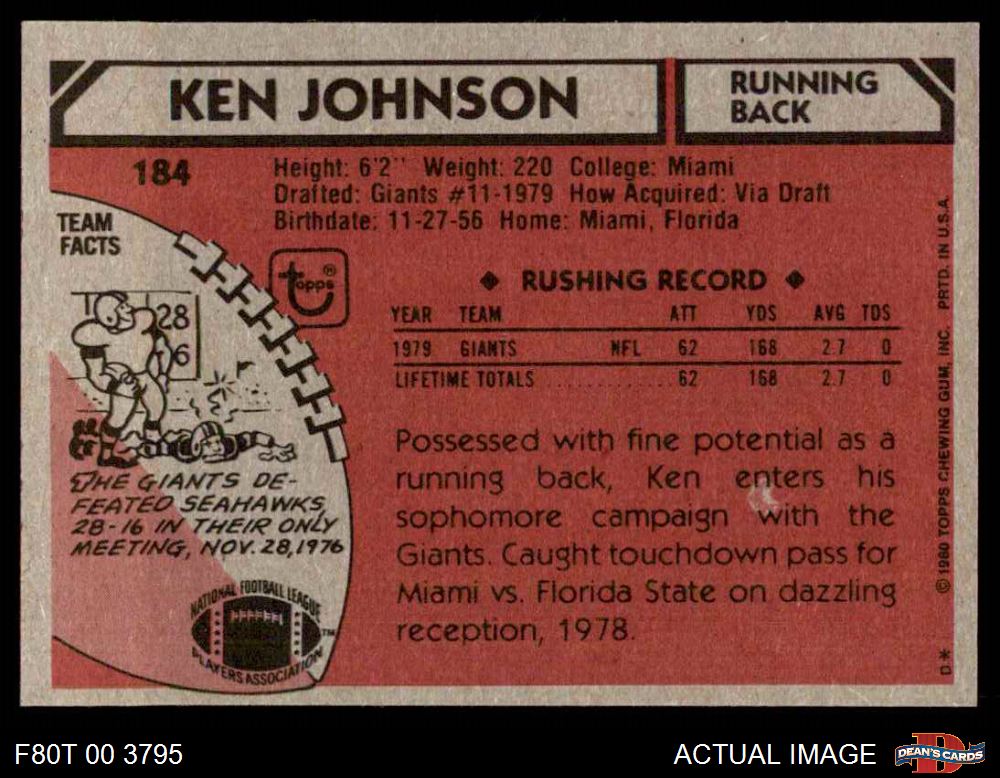 KEN JOHNSON
RUNNING
BACK
184
Height: 6'2" Weight: 220 College: Miami
Drafted: Giants #11-1979 How Acquired: Via Draft
Birthdate: 11-27-56 Home: Miami, Florida
TEAM
FACTS
28
6
topps®
◆ RUSHING RECORD ◆
YEAR TEAM ATT YDS AVG TDS
1979 GIANTS NFL 62 168 2.7 0
LIFETIME TOTALS ............ 62 168 2.7 0
THE GIANTS DE-
FEATED SEAHAWKS,
28-16 IN THEIR ONLY
MEETING, NOV. 28, 1976
Possessed with fine potential as a
running back, Ken enters his
sophomore campaign with the
Giants. Caught touchdown pass for
Miami vs. Florida State on dazzling
reception, 1978.
NATIONAL FOOTBALL LEAGUE
PLAYERS ASSOCIATION
TM
© 1980 TOPPS CHEWING GUM, INC. PRTD. IN U.S.A.
D*
F80T 00 3795
ACTUAL IMAGE
DEAN'S CARDS